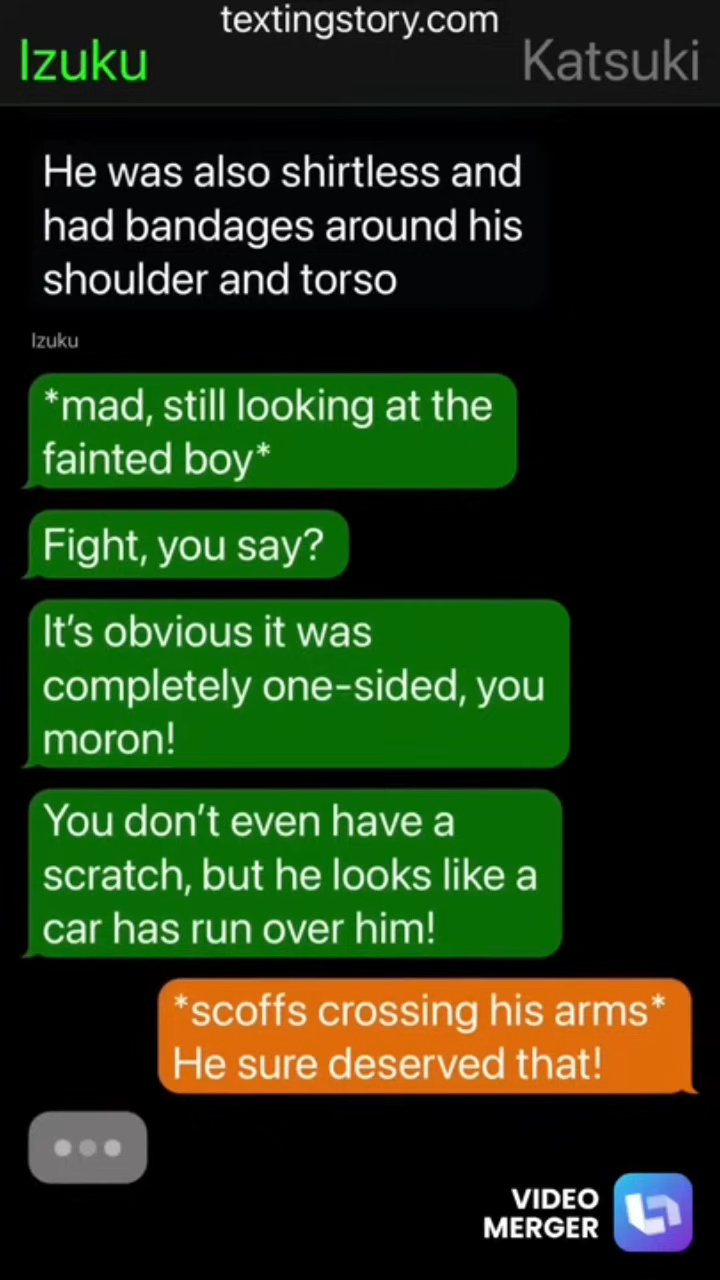 textingstory.com
Izuku Katsuki
He was also shirtless and
had bandages around his
shoulder and torso
Izuku
*mad, still looking at the
fainted boy*
Fight, you say?
It's obvious it was
completely one-sided, you
moron!
You don't even have a
scratch, but he looks like a
car has run over him!
*scoffs crossing his arms*
He sure deserved that!
VIDEO
MERGER